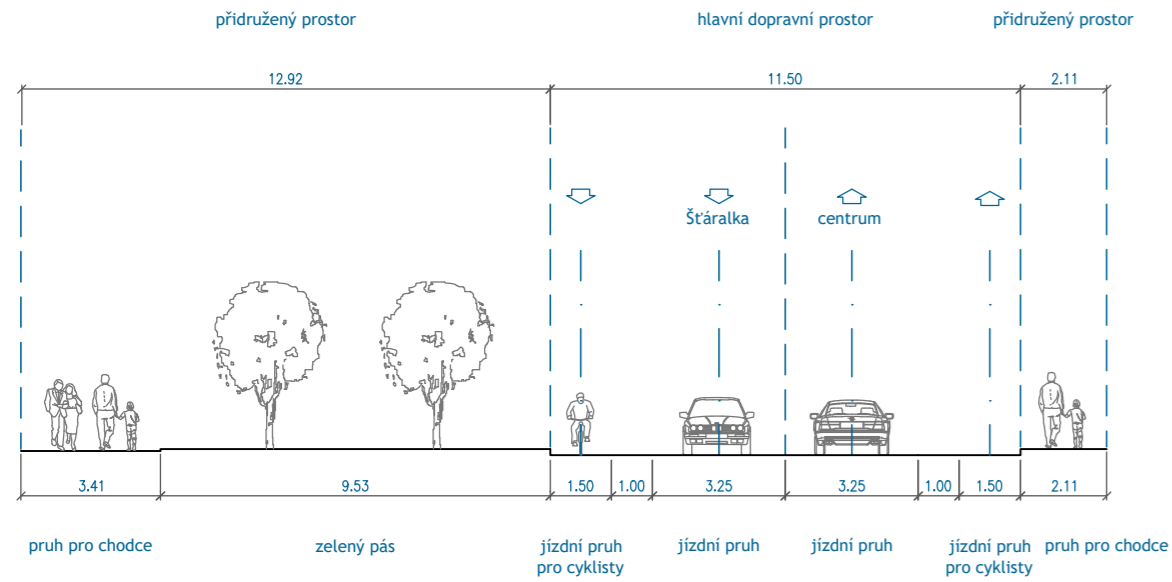 přidružený prostor hlavní dopravní prostor přidružený prostor
12.92 11.50 2.11
Šťáralka centrum
3.41 9.53 1.50 1.00 3.25 3.25 1.00 1.50 2.11
pruh pro chodce zelený pás jízdní pruh jízdní pruh jízdní pruh jízdní pruh pruh pro chodce
pro cyklisty pro cyklisty